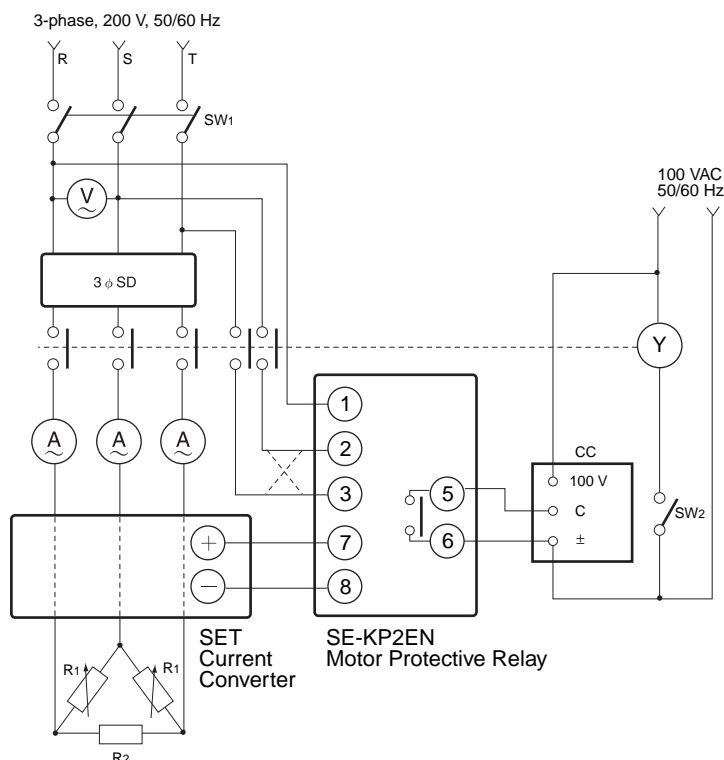 3-phase, 200 V, 50/60 Hz
R S T
SW1
100 VAC
50/60 Hz
V
3 ϕ SD
Y
1
A A A
2
CC
100 V
3
5
C
SW2
+
7
6
±
−
8
SET
Current
Converter
SE-KP2EN
Motor Protective Relay
R1 R1
R2